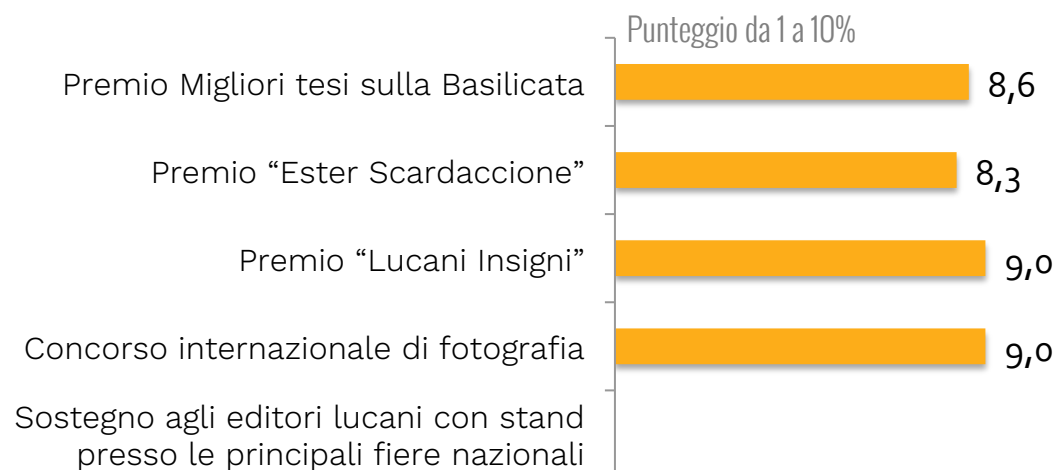 Punteggio da 1 a 10%
Premio Migliori tesi sulla Basilicata 8,6
Premio “Ester Scardaccione” 8,3
Premio “Lucani Insigni” 9,0
Concorso internazionale di fotografia 9,0
Sostegno agli editori lucani con stand
presso le principali fiere nazionali